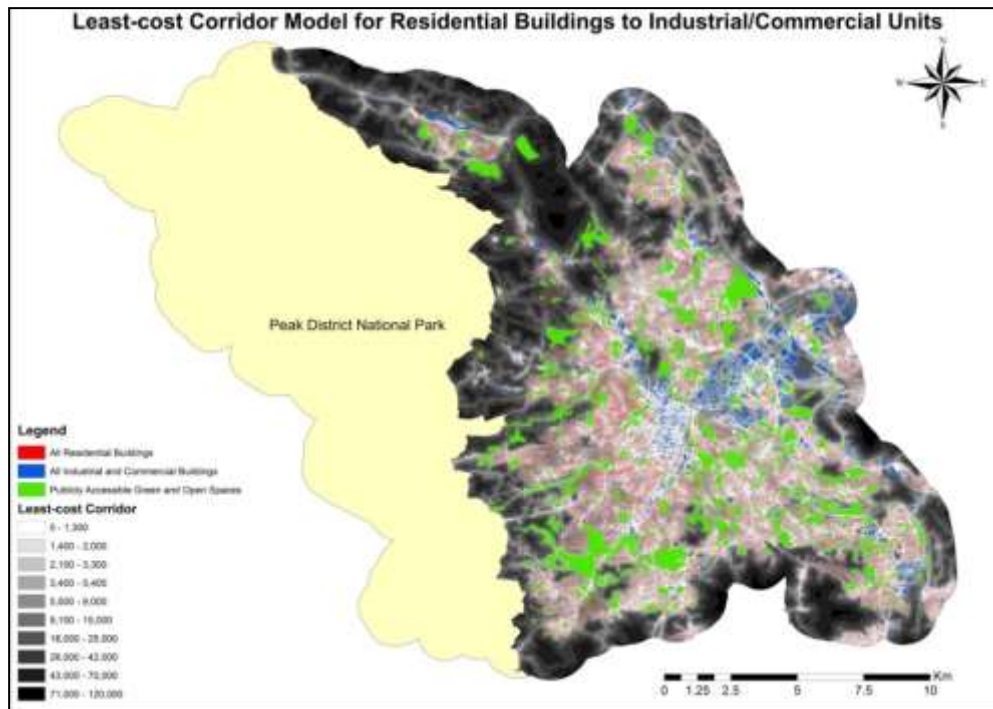 Least-cost Corridor Model for Residential Buildings to Industrial/Commercial Units
N
W
E
S
Peak District National Park
Legend
All Residential Buildings
All Industrial and Commercial Buildings
Publicly Accessible Green and Open Spaces
Least-cost Corridor
0 - 1,300
1,400 - 2,000
2,100 - 3,300
3,400 - 5,400
5,500 - 9,000
9,100 - 15,000
16,000 - 25,000
26,000 - 42,000
43,000 - 70,000
71,000 - 120,000
Km
0 1.25 2.5 5 7.5 10